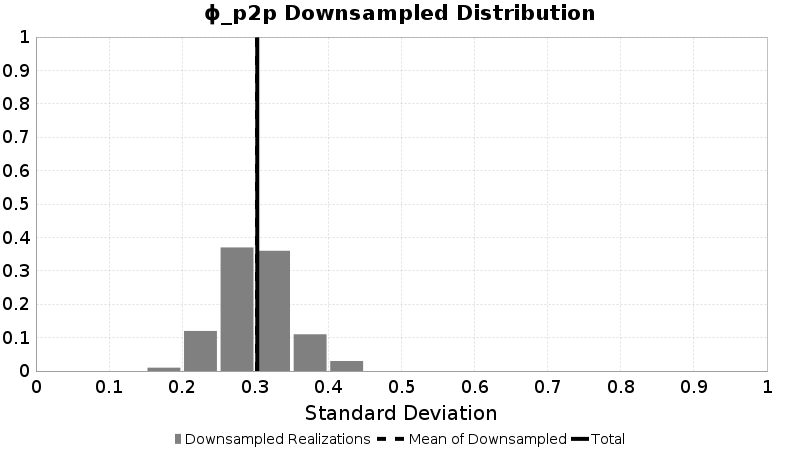 ϕ_p2p Downsampled Distribution
1
0.9
0.8
0.7
0.6
0.5
0.4
0.3
0.2
0.1
0
0 0.1 0.2 0.3 0.4 0.5 0.6 0.7 0.8 0.9 1
Standard Deviation
Downsampled Realizations Mean of Downsampled Total